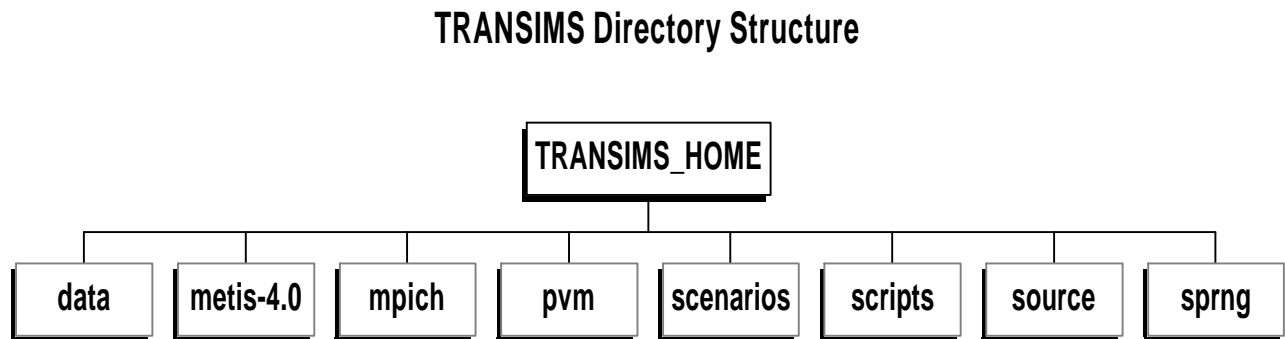 TRANSIMS Directory Structure
TRANSIMS_HOME
data metis-4.0 mpich pvm scenarios scripts source sprng